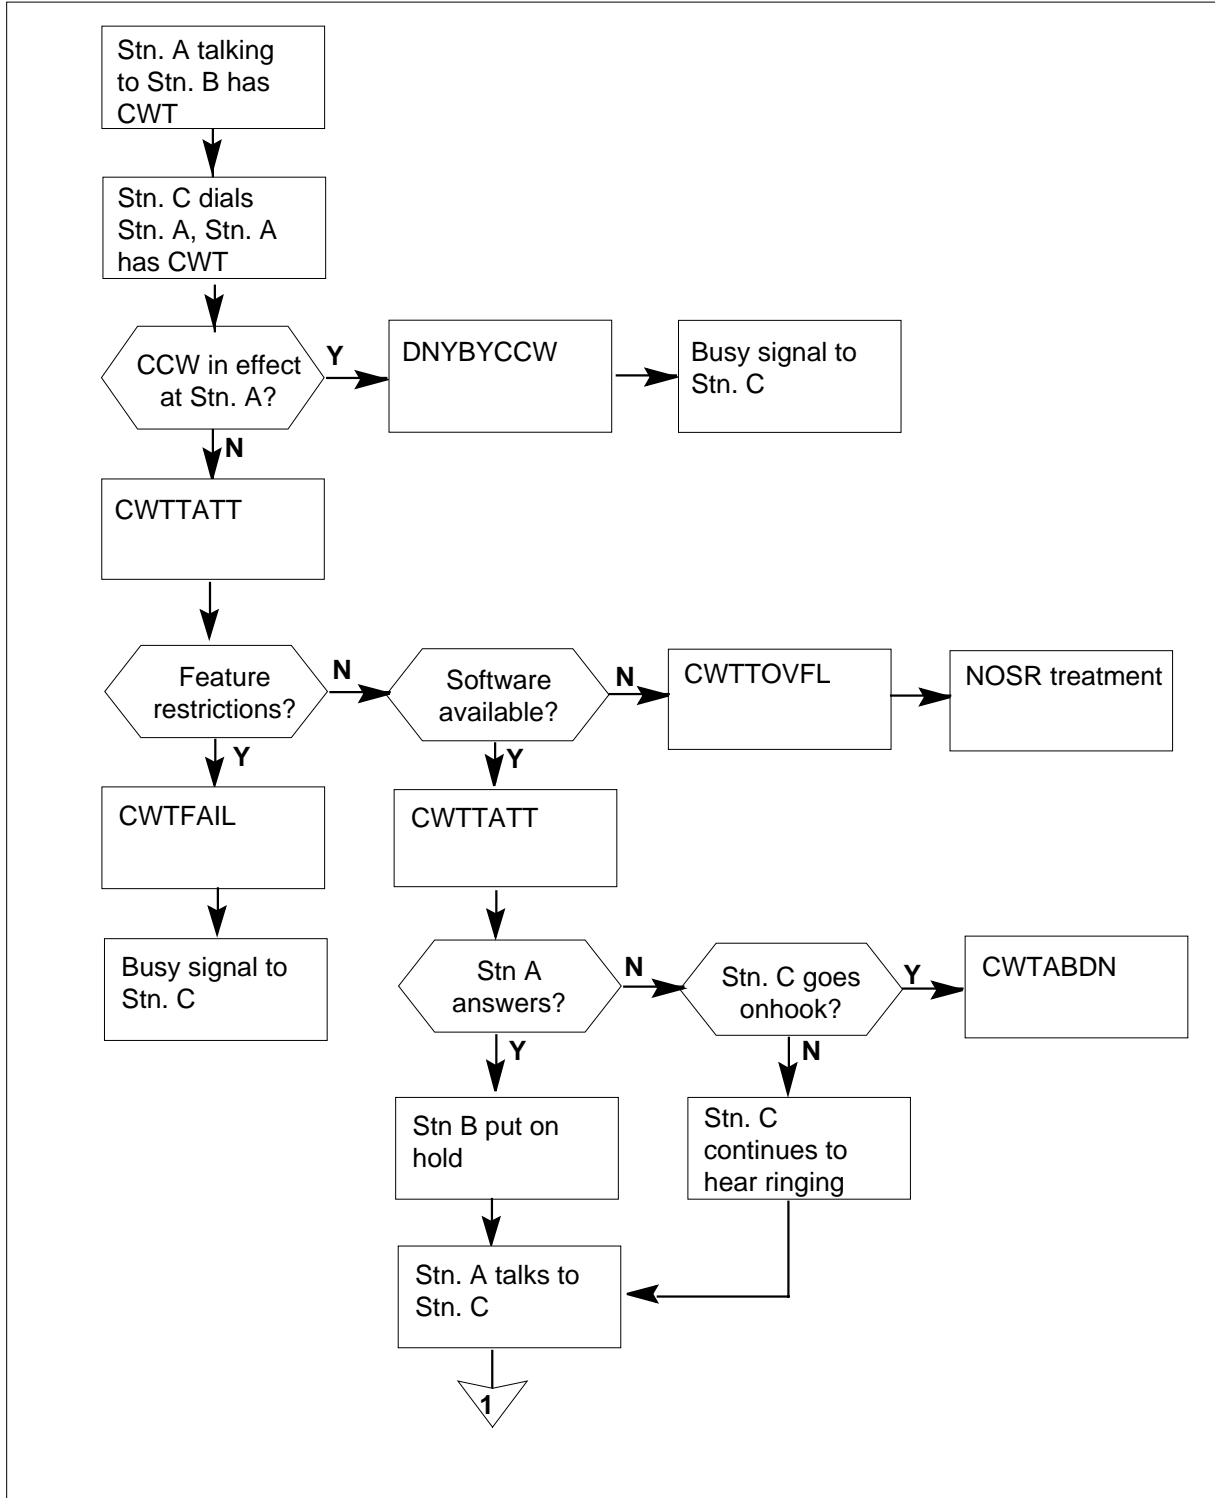 Stn. A talking
to Stn. B has
CWT
Stn. C dials
Stn. A, Stn. A
has CWT
CCW in effect
at Stn. A?
Y
DNYBYCCW
Busy signal to
Stn. C
N
CWTTATT
Feature
restrictions?
N
Software
available?
N
CWTTOVFL
NOSR treatment
Y
CWTFAIL
Y
CWTTATT
Busy signal to
Stn. C
Stn A
answers?
N
Stn. C goes
onhook?
Y
CWTABDN
Y
N
Stn B put on
hold
Stn. C
continues to
hear ringing
Stn. A talks to
Stn. C
1